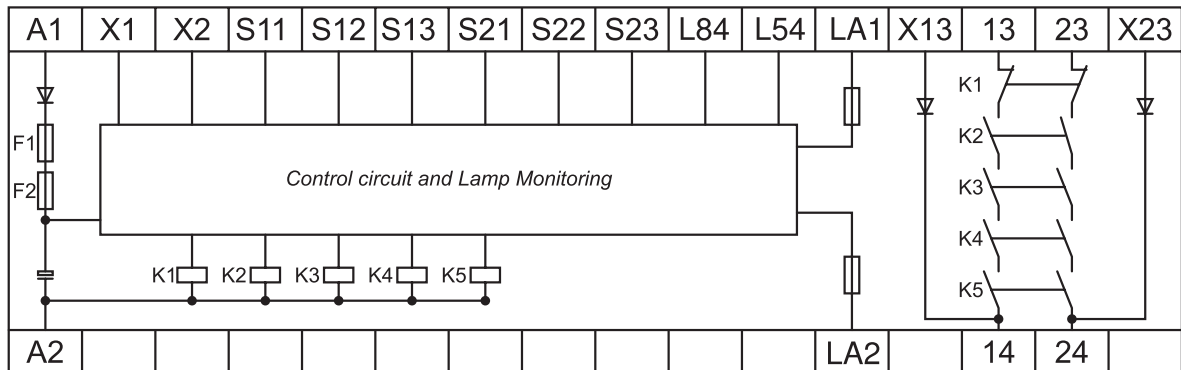 A1 X1 X2 S11 S12 S13 S21 S22 S23 L84 L54 LA1 X13 13 23 X23
K1
F1
K2
Control circuit and Lamp Monitoring
F2
K3
K4
K1 K2 K3 K4 K5
K5
A2 LA2 14 24